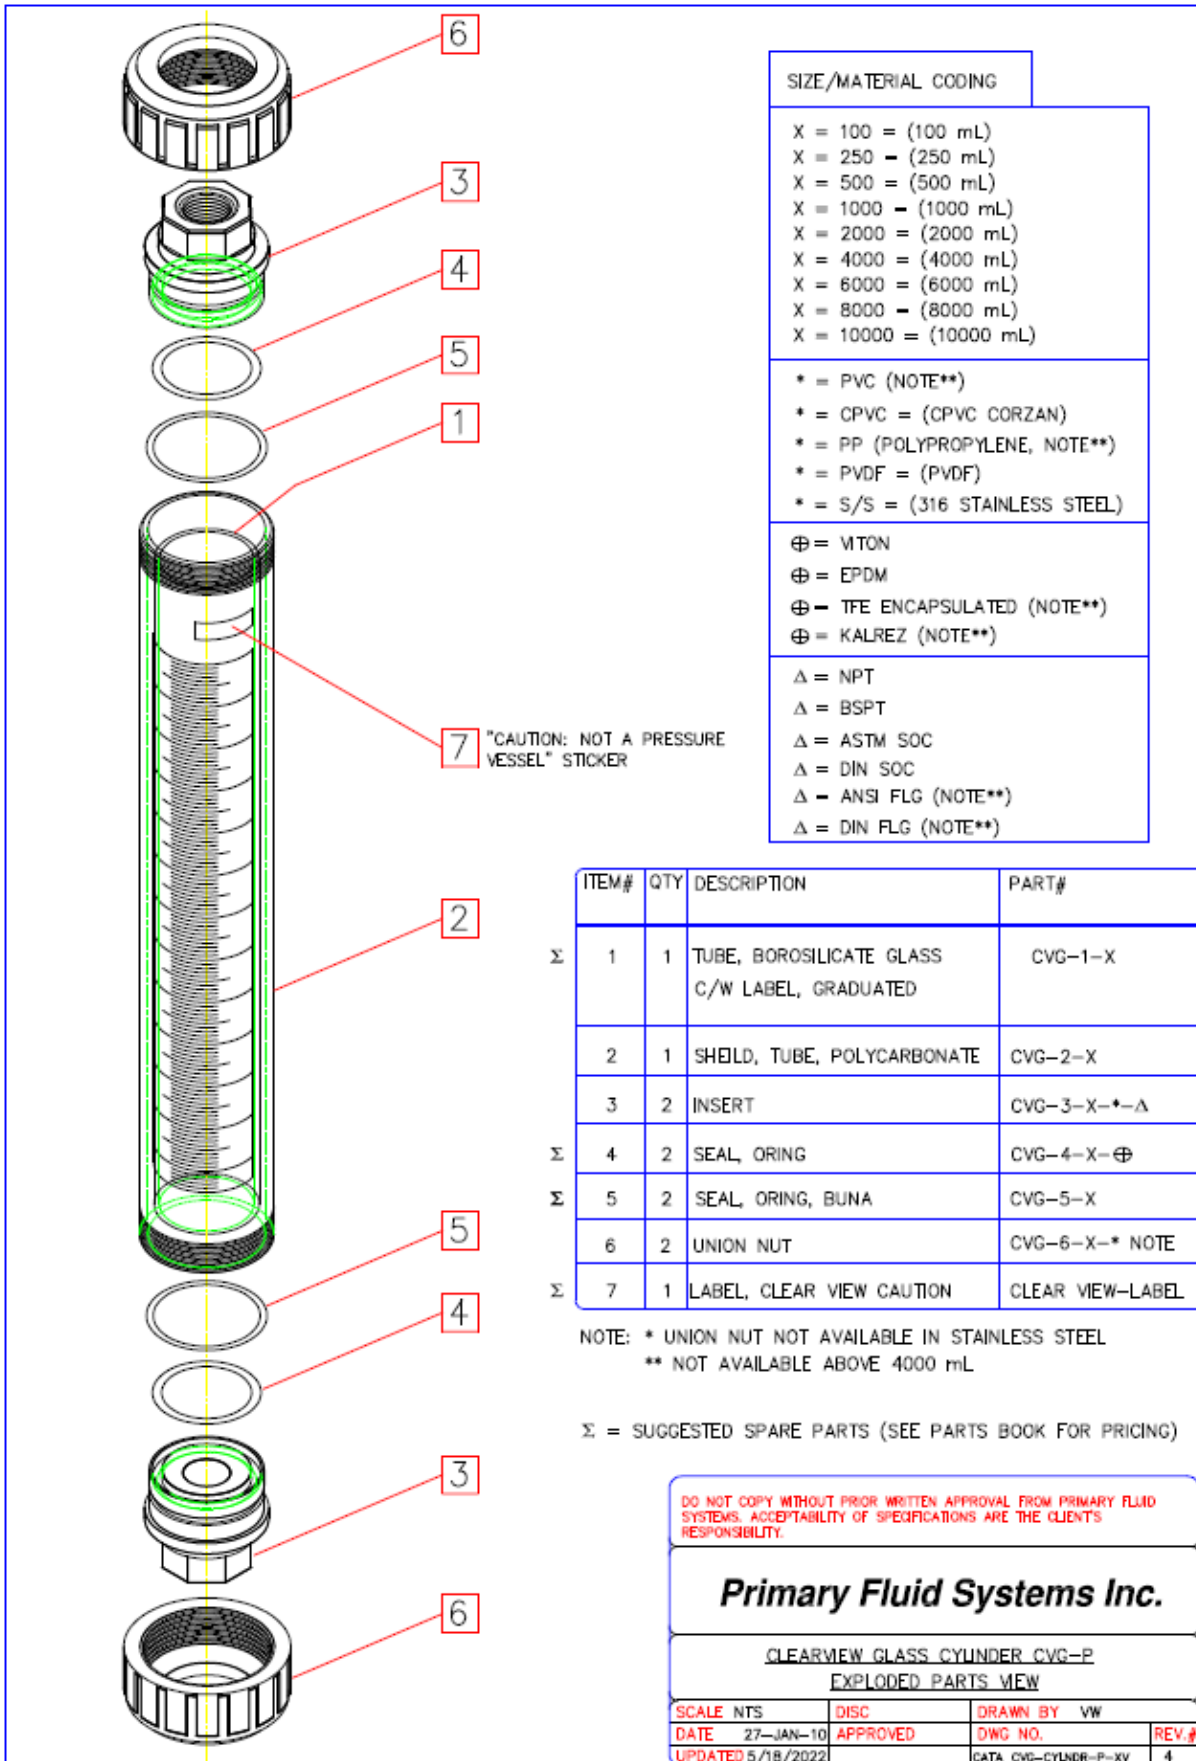 6
3
4
5
1
7 "CAUTION: NOT A PRESSURE
VESSEL" STICKER
2
5
4
3
6
SIZE/MATERIAL CODING
X = 100 = (100 mL)
X = 250 – (250 mL)
X = 500 = (500 mL)
X = 1000 – (1000 mL)
X = 2000 = (2000 mL)
X = 4000 = (4000 mL)
X = 6000 = (6000 mL)
X = 8000 – (8000 mL)
X = 10000 = (10000 mL)
* = PVC (NOTE**)
* = CPVC = (CPVC CORZAN)
* = PP (POLYPROPYLENE, NOTE**)
* = PVDF = (PVDF)
* = S/S = (316 STAINLESS STEEL)
⊕ = VITON
⊕ = EPDM
⊕ – TFE ENCAPSULATED (NOTE**)
⊕ = KALREZ (NOTE**)
Δ = NPT
Δ = BSPT
Δ = ASTM SOC
Δ = DIN SOC
Δ – ANSI FLG (NOTE**)
Δ = DIN FLG (NOTE**)
ITEM# QTY DESCRIPTION PART#
Σ 1 1 TUBE, BOROSILICATE GLASS CVG–1–X
C/W LABEL, GRADUATED
2 1 SHEILD, TUBE, POLYCARBONATE CVG–2–X
3 2 INSERT CVG–3–X–*–Δ
Σ 4 2 SEAL, ORING CVG–4–X–⊕
Σ 5 2 SEAL, ORING, BUNA CVG–5–X
6 2 UNION NUT CVG–6–X–* NOTE
Σ 7 1 LABEL, CLEAR VIEW CAUTION CLEAR VIEW–LABEL
NOTE: * UNION NUT NOT AVAILABLE IN STAINLESS STEEL
** NOT AVAILABLE ABOVE 4000 mL
Σ = SUGGESTED SPARE PARTS (SEE PARTS BOOK FOR PRICING)
DO NOT COPY WITHOUT PRIOR WRITTEN APPROVAL FROM PRIMARY FLUID
SYSTEMS. ACCEPTABILITY OF SPECIFICATIONS ARE THE CLIENT'S
RESPONSIBILITY.
Primary Fluid Systems Inc.
CLEARVIEW GLASS CYLINDER CVG–P
EXPLODED PARTS VIEW
SCALE NTS DISC DRAWN BY VW
DATE 27–JAN–10 APPROVED DWG NO. REV.#
UPDATED 5/18/2022 CATA CVG–CYLNDR–P–XV 4